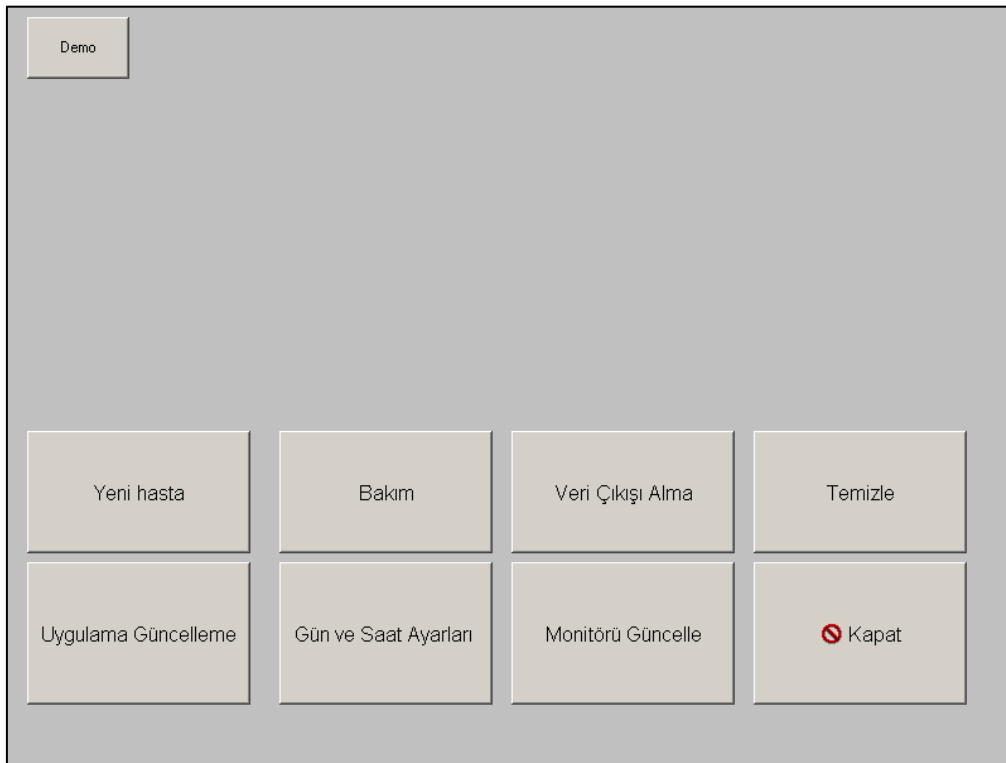 Demo
Yeni hasta
Bakım
Veri Çıkışı Alma
Temizle
Uygulama Güncelleme
Gün ve Saat Ayarları
Monitörü Güncelle
Kapat